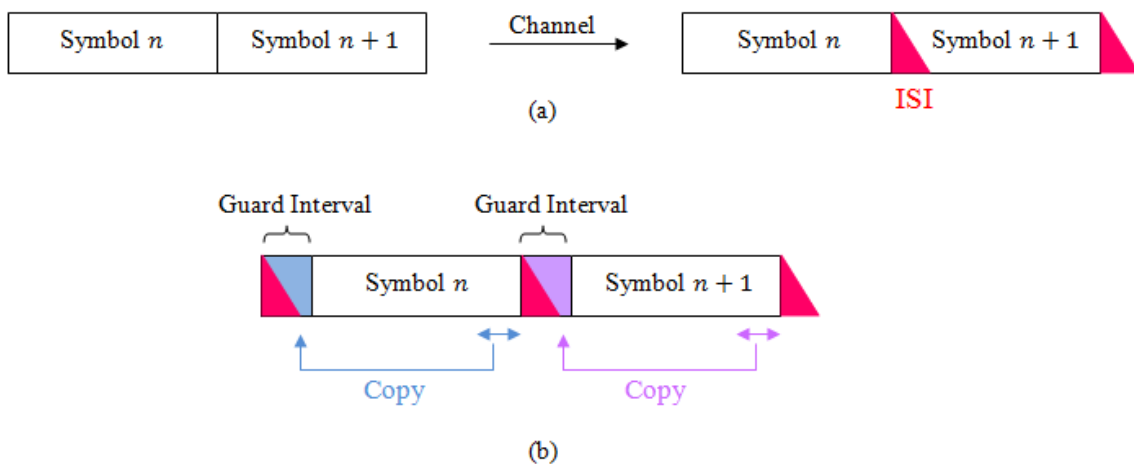 Symbol n
Symbol n + 1
Channel
Symbol n
Symbol n + 1
ISI
(a)
Guard Interval
Guard Interval
Symbol n
Symbol n + 1
Copy
Copy
(b)